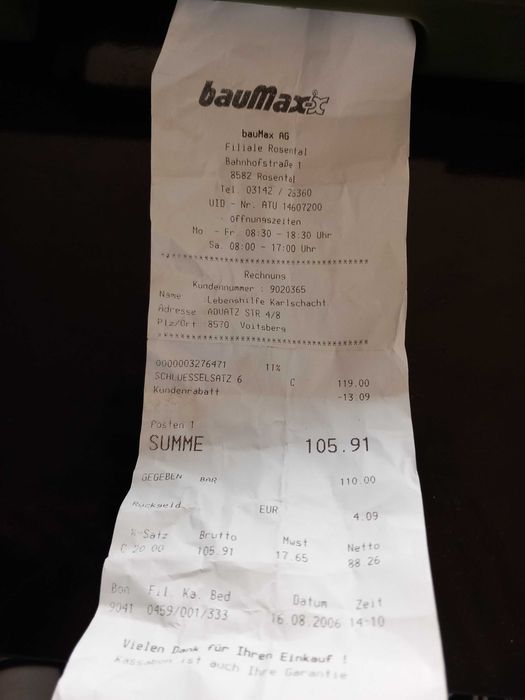 bauMax
bauMax AG
Filiale Rosental
Bahnhofstraße 1
8582 Rosental
Tel. 03142 / 26360
UID - Nr. ATU 14607200
Öffnungszeiten
Mo - Fr. 08:30 - 18:30 Uhr
Sa. 08:00 - 17:00 Uhr
Rechnung
Kundennummer : 9020365
Name :Lebenshilfe Karlschacht
Adresse :ADUATZ STR 4/8
Plz/Ort : 8570 Voitsberg
0000003276471 11%
SCHLUESSELSATZ 6 C 119.00
Kundenrabatt -13.09
Posten 1
SUMME 105.91
GEGEBEN BAR 110.00
Rückgeld EUR 4.09
%-Satz Brutto Mwst Netto
C 20.00 105.91 17.65 88.26
Bon Fil. Ka. Bed Datum Zeit
9041 0459/001/333 16.08.2006 14:10
Vielen Dank für Ihren Einkauf !
Kassabon ist auch Ihre Garantie